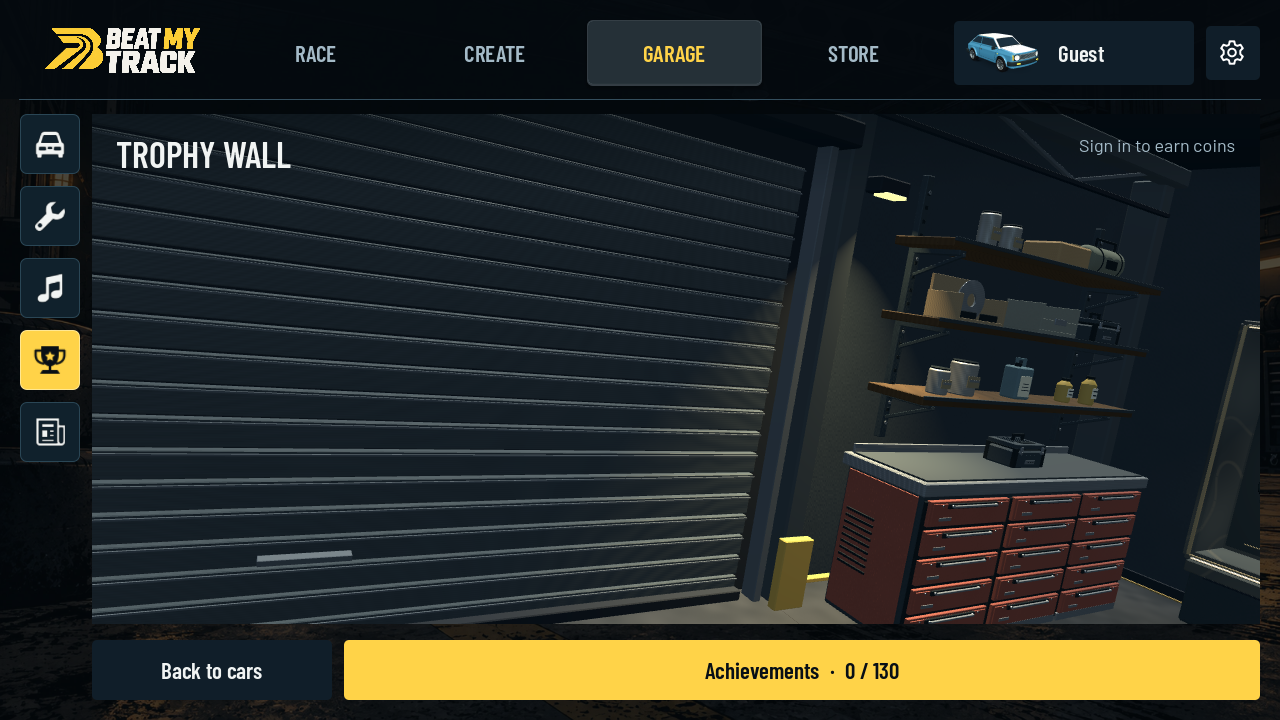 BEAT MY
TRACK
RACE
CREATE
GARAGE
STORE
Guest
TROPHY WALL
Sign in to earn coins
Back to cars
Achievements · 0 / 130